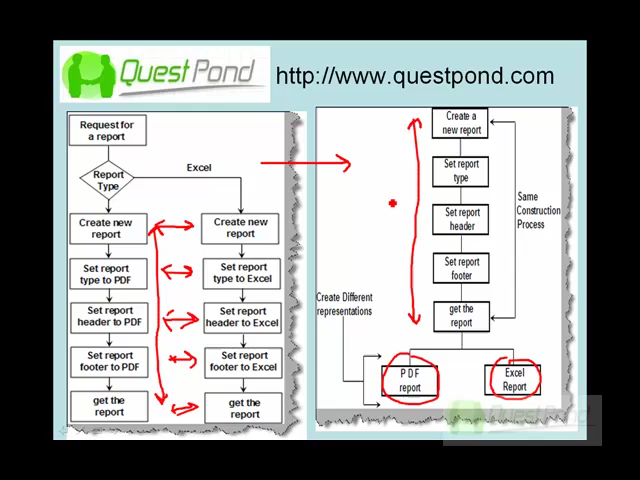 QuestPond
http://www.questpond.com
Request for
a report
Report
Type
Excel
Create new
report
Create new
report
Set report
type to PDF
Set report
type to Excel
Set report
header to PDF
Set report
header to Excel
Set report
footer to PDF
Set report
footer to Excel
get the
report
get the
report
Create a
new report
Set report
type
Set report
header
Set report
footer
get the
report
Same
Construction
Process
Create Different
representations
PDF
report
Excel
Report
QuestPond